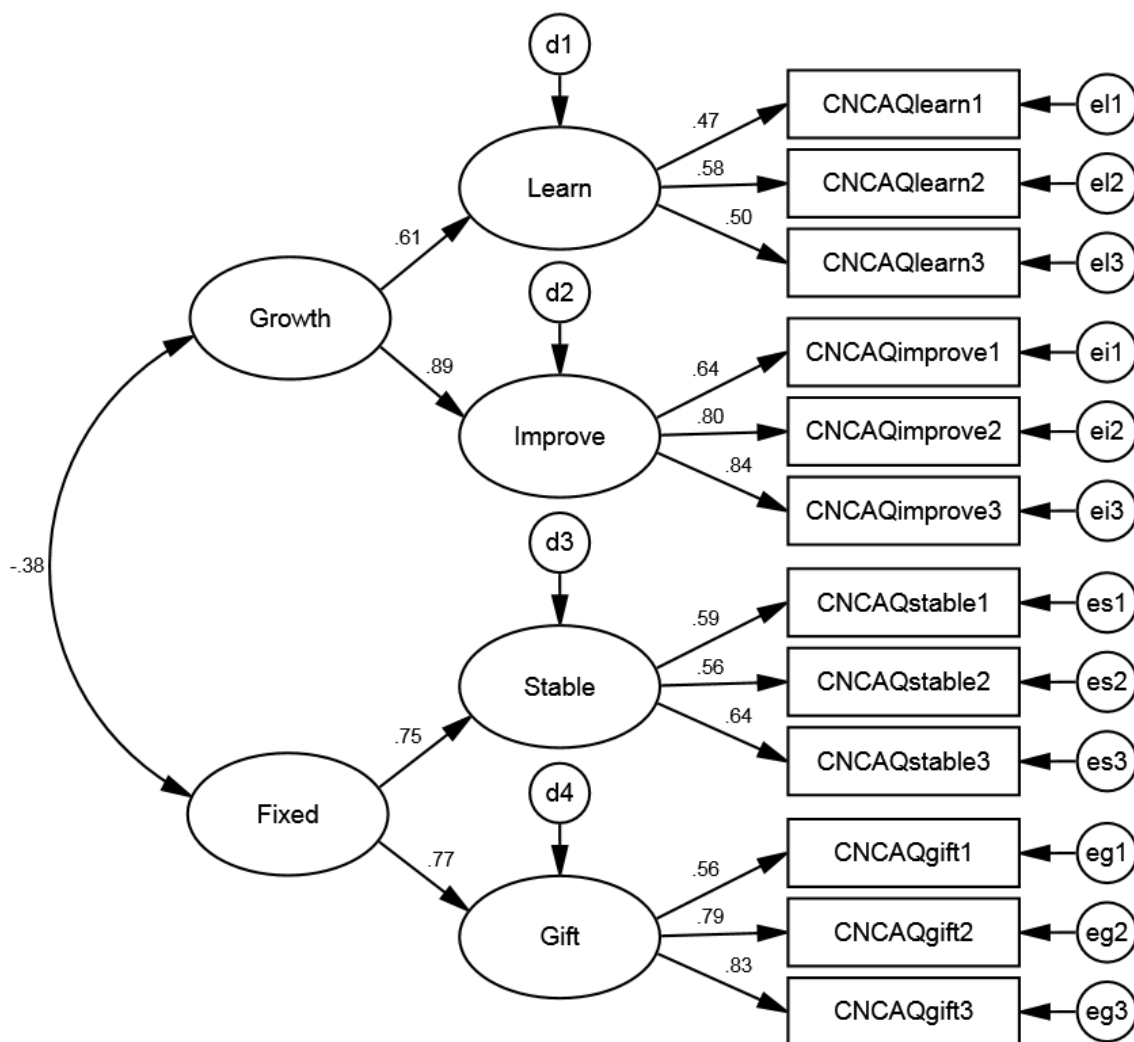 d1
CNCAQlearn1
el1
.47
Learn
.58
CNCAQlearn2
el2
.50
CNCAQlearn3
el3
.61
d2
Growth
.89
CNCAQimprove1
ei1
.64
Improve
.80
CNCAQimprove2
ei2
.84
CNCAQimprove3
ei3
-.38
d3
CNCAQstable1
es1
.59
Stable
.56
CNCAQstable2
es2
.64
CNCAQstable3
es3
.75
d4
Fixed
.77
CNCAQgift1
eg1
.56
Gift
.79
CNCAQgift2
eg2
.83
CNCAQgift3
eg3